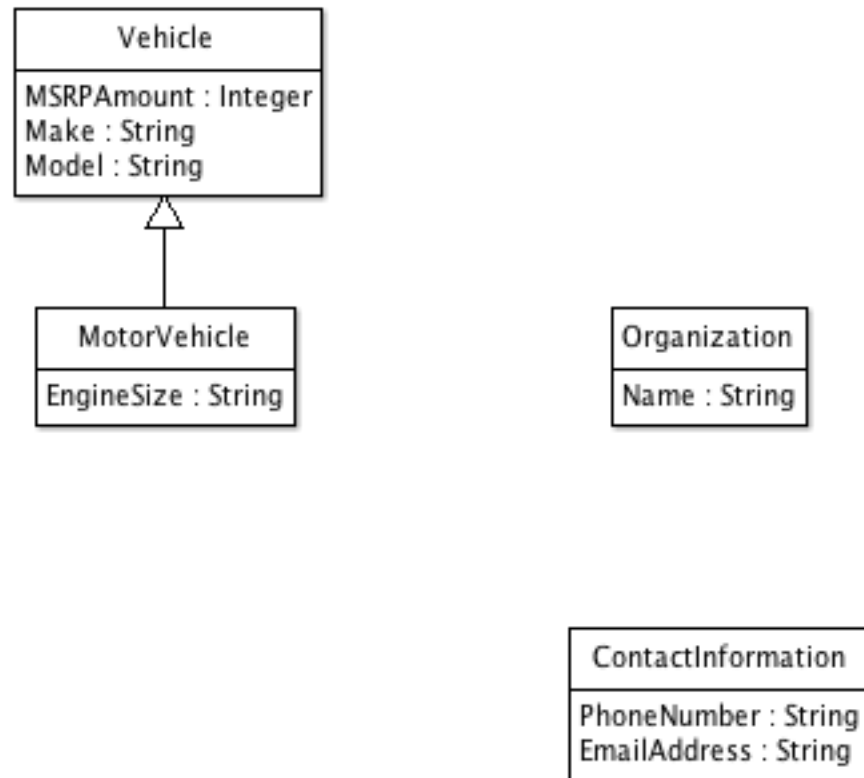 Vehicle
MSRPAmount : Integer
Make : String
Model : String
MotorVehicle
EngineSize : String
Organization
Name : String
ContactInformation
PhoneNumber : String
EmailAddress : String